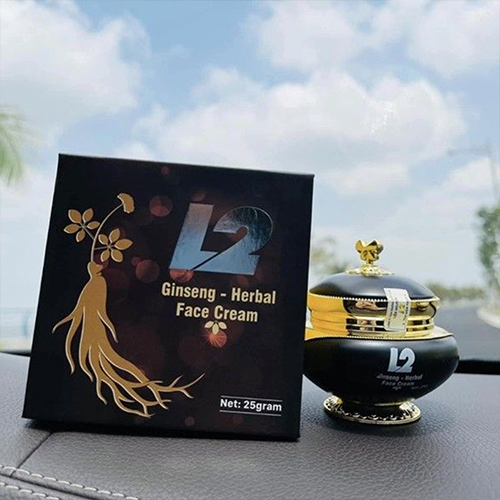 L2
Ginseng - Herbal
Face Cream
Net: 25gram
L2
Ginseng - Herbal
Face Cream